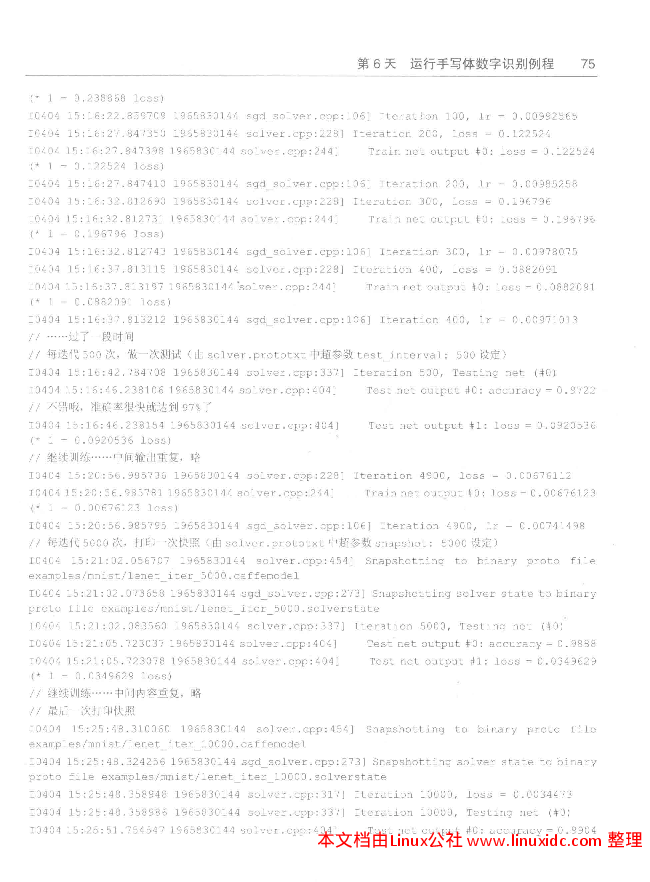 第 6 天 运行手写体数字识别例程 75
(* 1 = 0.238868 loss)
I0404 15:16:22.859709 1965830144 sgd_solver.cpp:106] Iteration 100, lr = 0.00992565
I0404 15:16:27.847350 1965830144 solver.cpp:228] Iteration 200, loss = 0.122524
I0404 15:16:27.847398 1965830144 solver.cpp:244] Train net output #0: loss = 0.122524
(* 1 = 0.122524 loss)
I0404 15:16:27.847410 1965830144 sgd_solver.cpp:106] Iteration 200, lr = 0.00985258
I0404 15:16:32.812690 1965830144 solver.cpp:228] Iteration 300, loss = 0.196796
I0404 15:16:32.812731 1965830144 solver.cpp:244] Train net output #0: loss = 0.196796
(* 1 = 0.196796 loss)
I0404 15:16:32.812743 1965830144 sgd_solver.cpp:106] Iteration 300, lr = 0.00978075
I0404 15:16:37.813115 1965830144 solver.cpp:228] Iteration 400, loss = 0.0882091
I0404 15:16:37.813197 1965830144 solver.cpp:244] Train net output #0: loss = 0.0882091
(* 1 = 0.0882091 loss)
I0404 15:16:37.813212 1965830144 sgd_solver.cpp:106] Iteration 400, lr = 0.00971013
// ……过了一段时间
// 每迭代 500 次，做一次测试（由 solver.prototxt 中超参数 test_interval: 500 设定）
I0404 15:16:42.784708 1965830144 solver.cpp:337] Iteration 500, Testing net (#0)
I0404 15:16:46.238106 1965830144 solver.cpp:404] Test net output #0: accuracy = 0.9722
// 不错哦，准确率很快就达到 97%了
I0404 15:16:46.238154 1965830144 solver.cpp:404] Test net output #1: loss = 0.0920536
(* 1 = 0.0920536 loss)
// 继续训练……中间输出重复，略
I0404 15:20:56.985736 1965830144 solver.cpp:228] Iteration 4900, loss = 0.00676112
I0404 15:20:56.985781 1965830144 solver.cpp:244] Train net output #0: loss = 0.00676123
(* 1 = 0.00676123 loss)
I0404 15:20:56.985795 1965830144 sgd_solver.cpp:106] Iteration 4900, lr = 0.00741498
// 每迭代 5000 次，打印一次快照（由 solver.prototxt 中超参数 snapshot: 5000 设定）
I0404 15:21:02.056707 1965830144 solver.cpp:454] Snapshotting to binary proto file
examples/mnist/lenet_iter_5000.caffemodel
I0404 15:21:02.073658 1965830144 sgd_solver.cpp:273] Snapshotting solver state to binary
proto file examples/mnist/lenet_iter_5000.solverstate
I0404 15:21:02.083560 1965830144 solver.cpp:337] Iteration 5000, Testing net (#0)
I0404 15:21:05.723037 1965830144 solver.cpp:404] Test net output #0: accuracy = 0.9888
I0404 15:21:05.723078 1965830144 solver.cpp:404] Test net output #1: loss = 0.0349629
(* 1 = 0.0349629 loss)
// 继续训练……中间内容重复，略
// 最后一次打印快照
I0404 15:25:48.310060 1965830144 solver.cpp:454] Snapshotting to binary proto file
examples/mnist/lenet_iter_10000.caffemodel
I0404 15:25:48.324256 1965830144 sgd_solver.cpp:273] Snapshotting solver state to binary
proto file examples/mnist/lenet_iter_10000.solverstate
I0404 15:25:48.358948 1965830144 solver.cpp:317] Iteration 10000, loss = 0.0034473
I0404 15:25:48.358986 1965830144 solver.cpp:337] Iteration 10000, Testing net (#0)
I0404 15:25:51.754547 1965830144 solver.cpp:404] Test net output #0: accuracy = 0.9904
本文档由Linux公社 www.linuxidc.com 整理